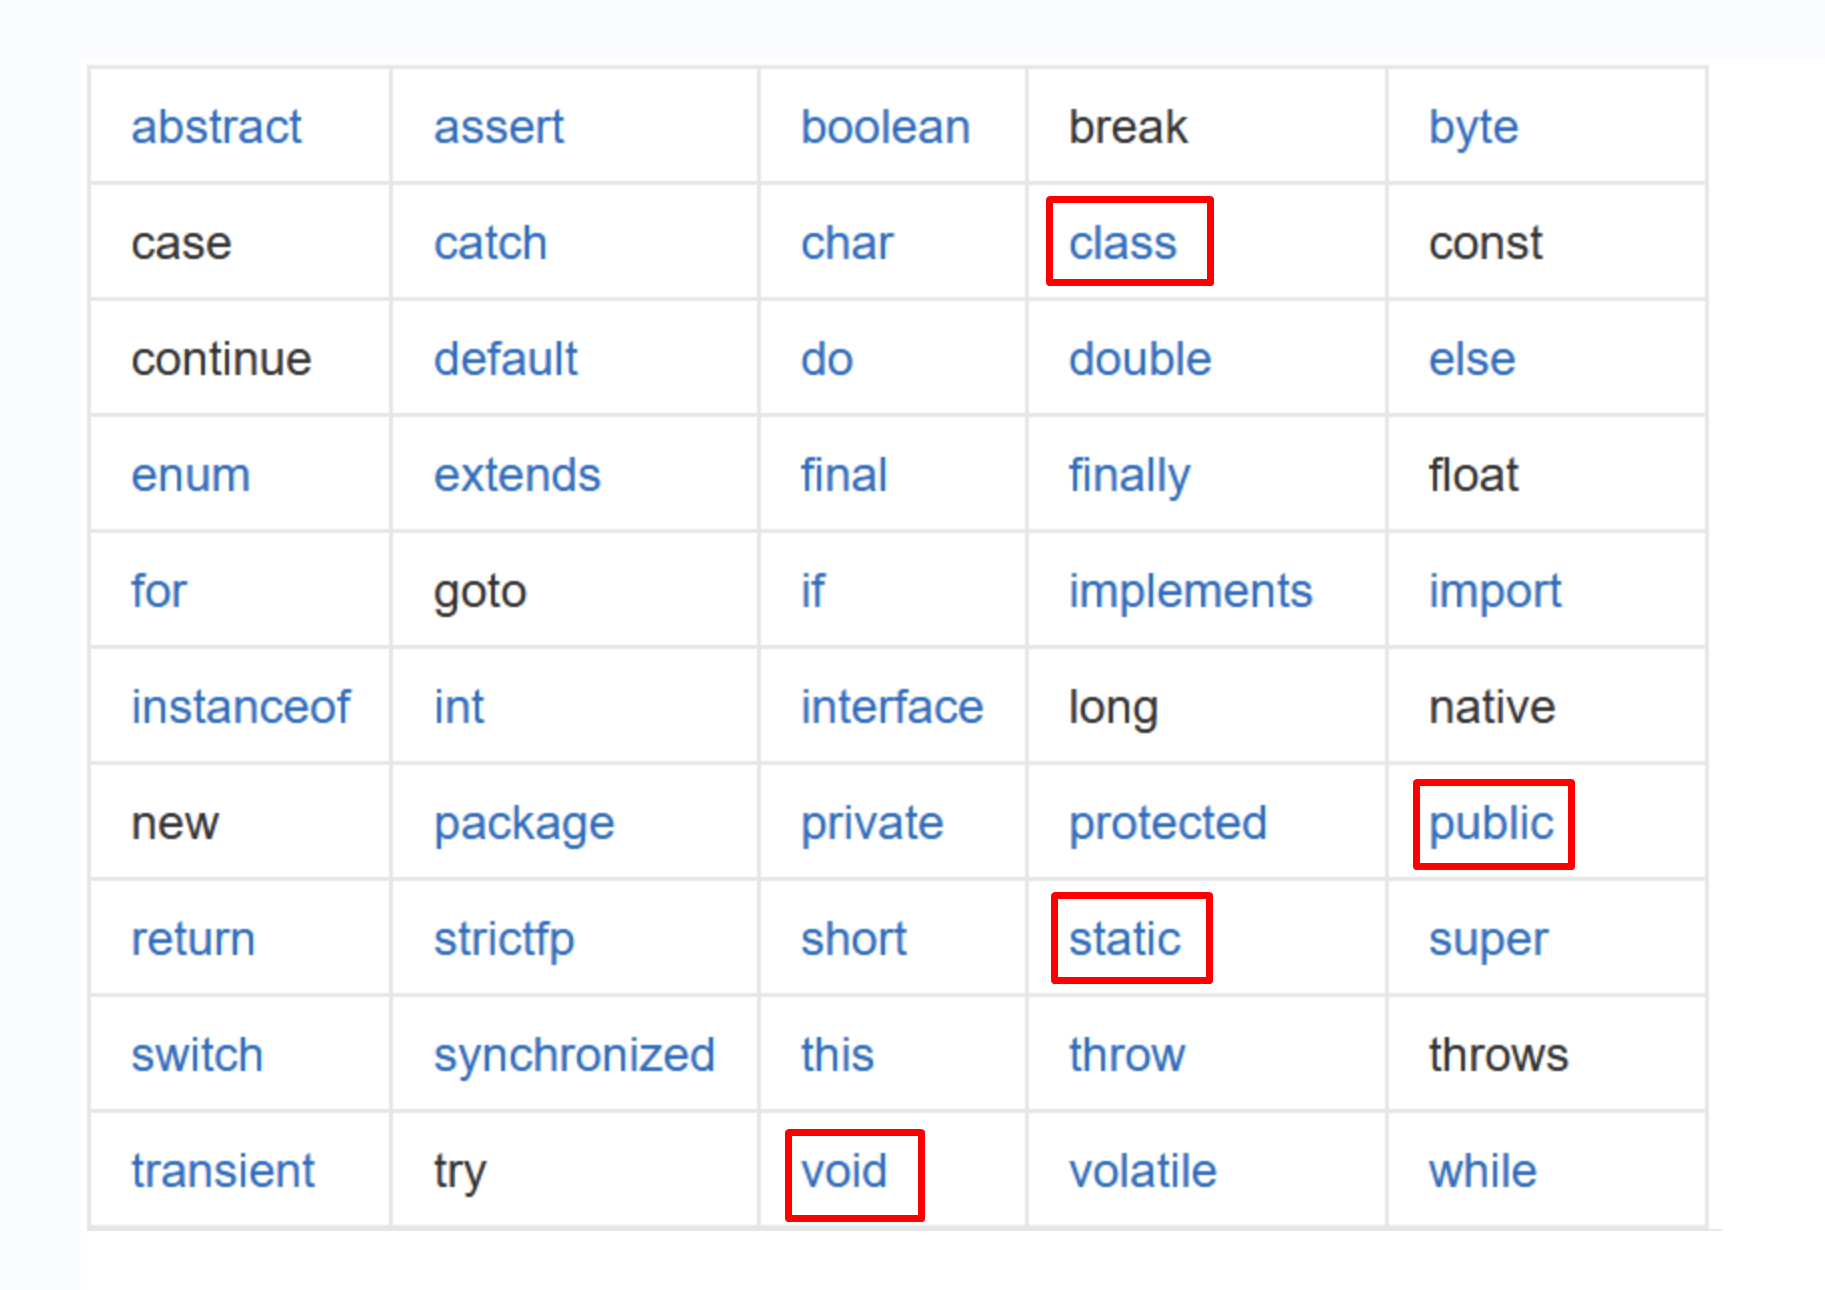 abstract assert boolean break byte
case catch char class const
continue default do double else
enum extends final finally float
for goto if implements import
instanceof int interface long native
new package private protected public
return strictfp short static super
switch synchronized this throw throws
transient try void volatile while